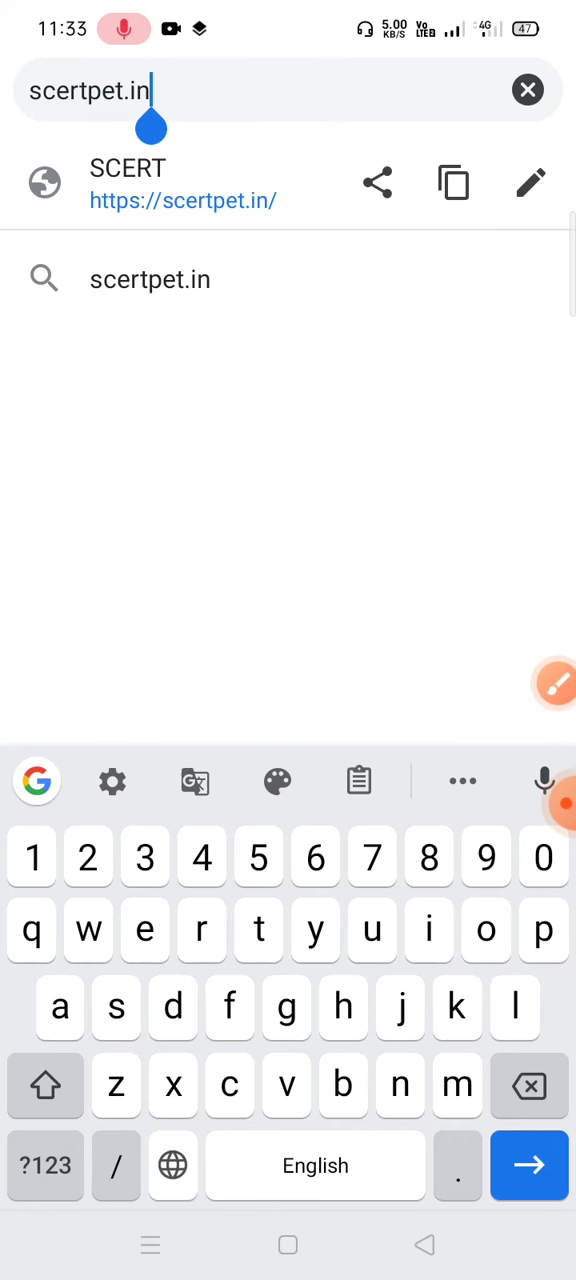 11:33
5.00
KB/S
Vo
LTE2
4G
47
scertpet.in
SCERT
https://scertpet.in/
scertpet.in
G
1 2 3 4 5 6 7 8 9 0
q w e r t y u i o p
a s d f g h j k l
z x c v b n m
?123 / English .